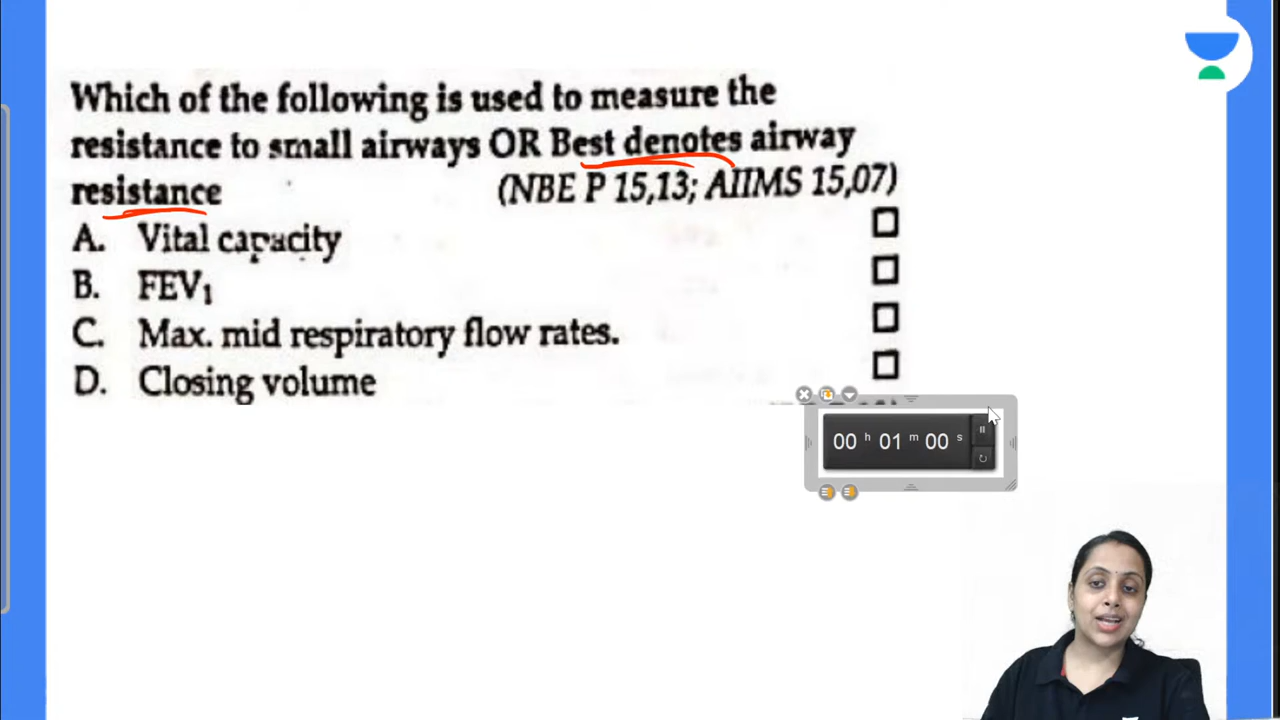 Which of the following is used to measure the
resistance to small airways OR Best denotes airway
resistance (NBE P 15,13; AIIMS 15,07)
A. Vital capacity
B. FEV₁
C. Max. mid respiratory flow rates.
D. Closing volume
00 h 01 m 00 s